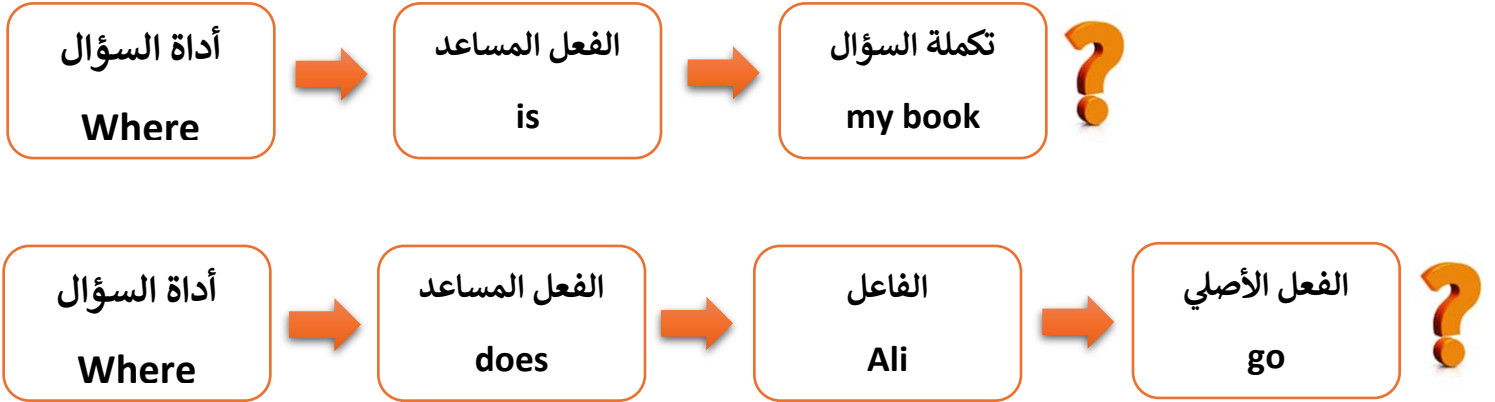 أداة السؤال
Where
الفعل المساعد
is
تكملة السؤال
my book
?
أداة السؤال
Where
الفعل المساعد
does
الفاعل
Ali
الفعل الأصلي
go
?